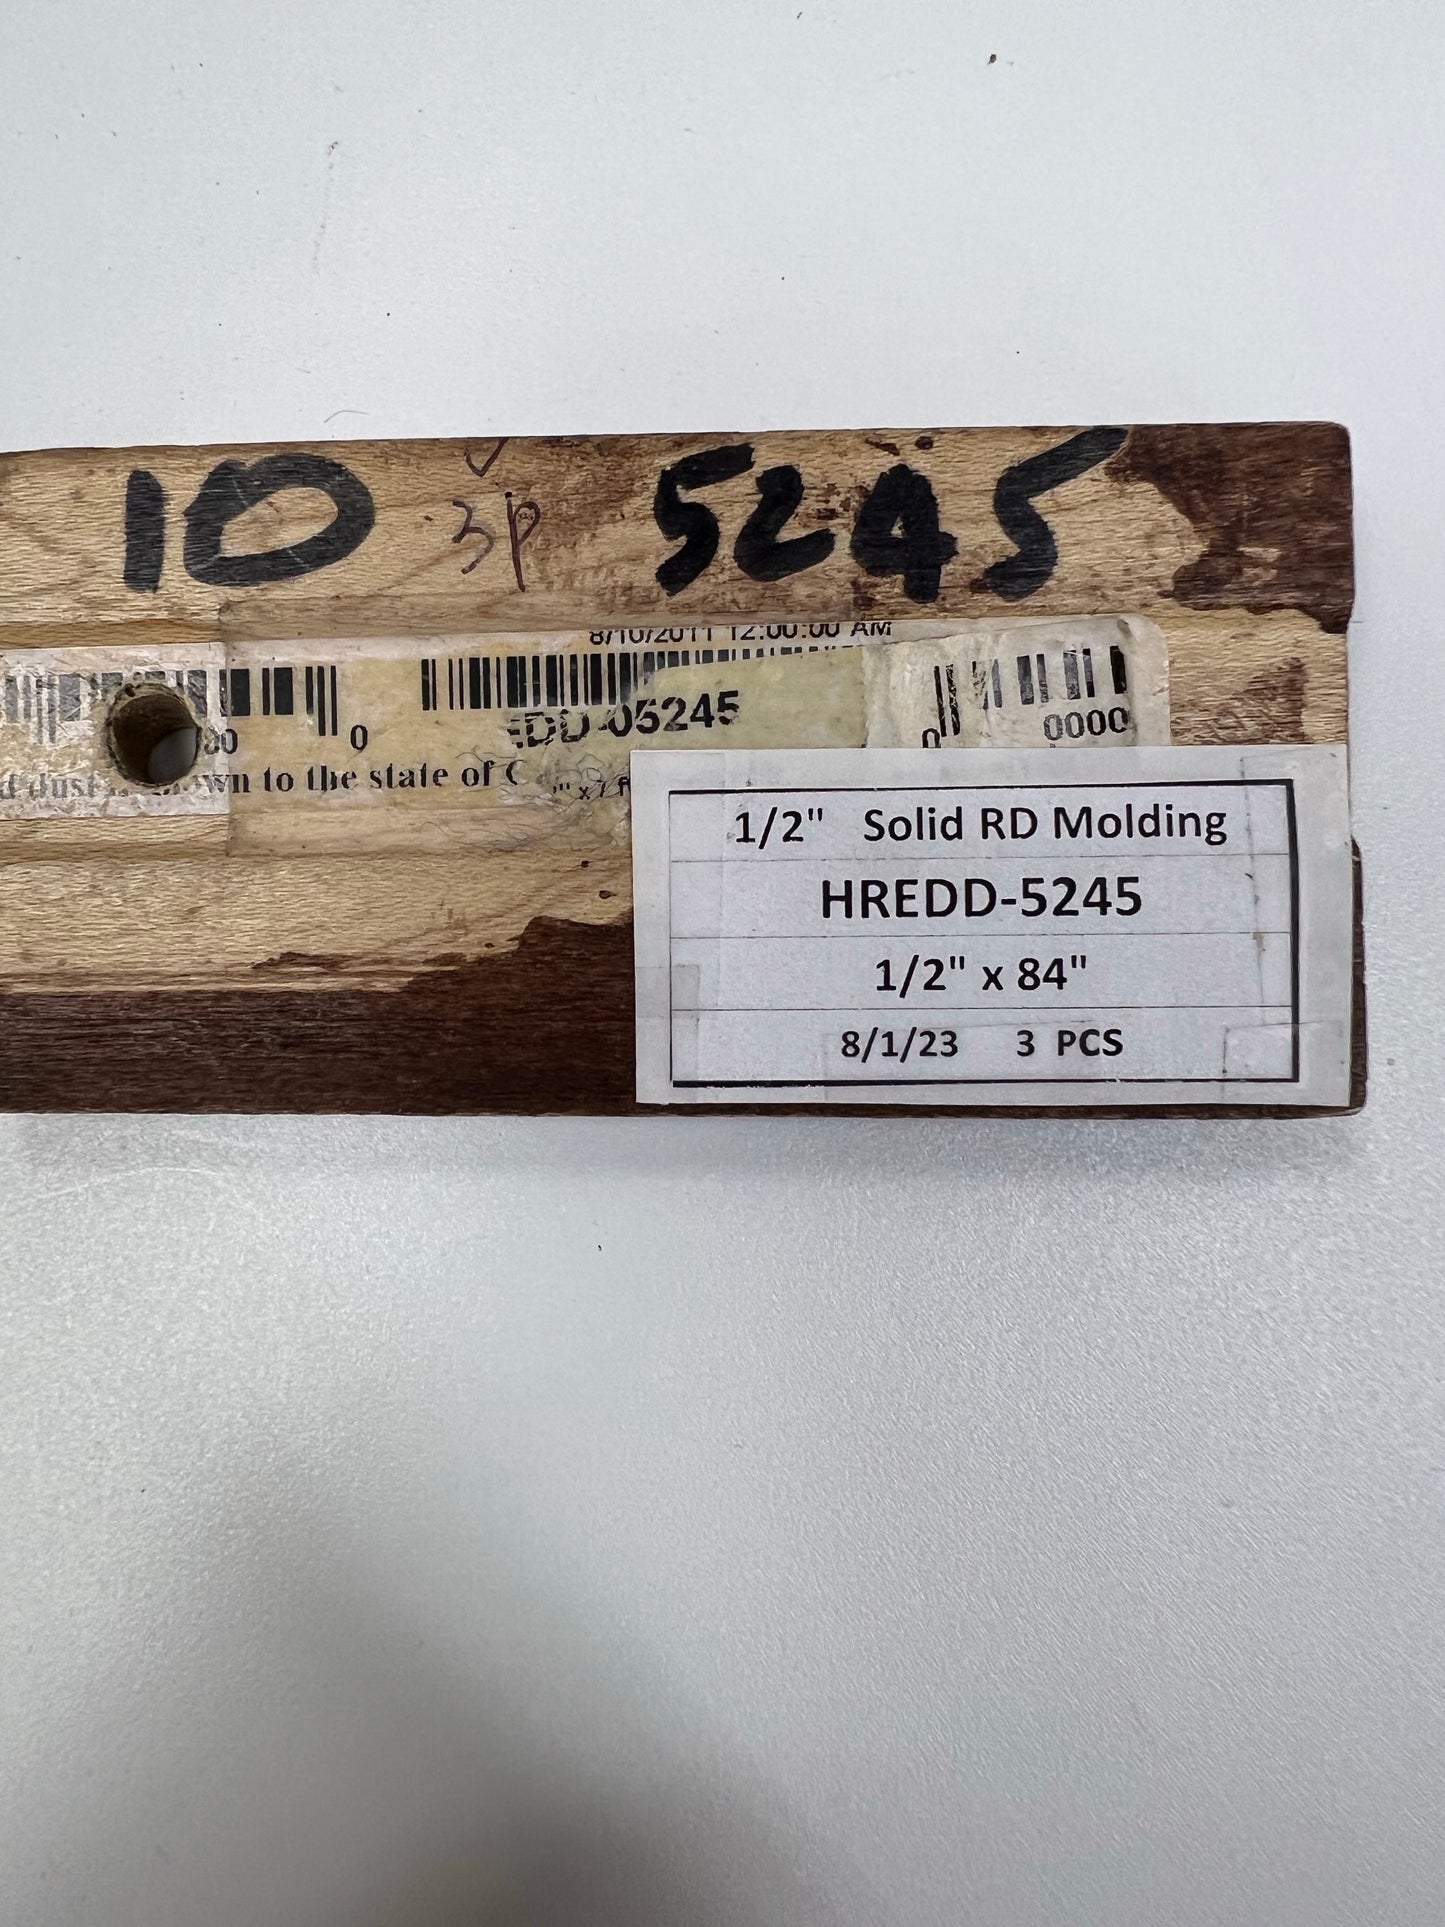 10 3P 5245
8/10/2011 12:00:00 AM
EDD-05245
0 0 0000
wn to the state of C
1/2" Solid RD Molding
HREDD-5245
1/2" x 84"
8/1/23 3 PCS